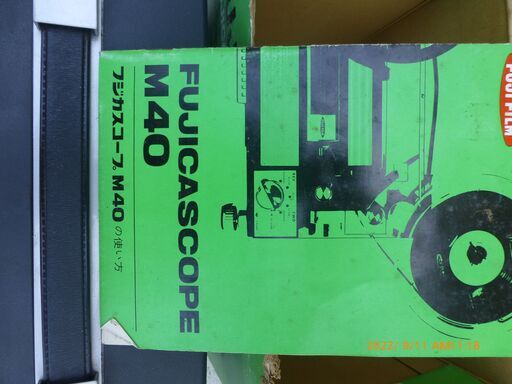 FUJICASCOPE
M40
フジカスコープ M40 の使い方
FUJI FILM
2022/ 9/11 AM11:18